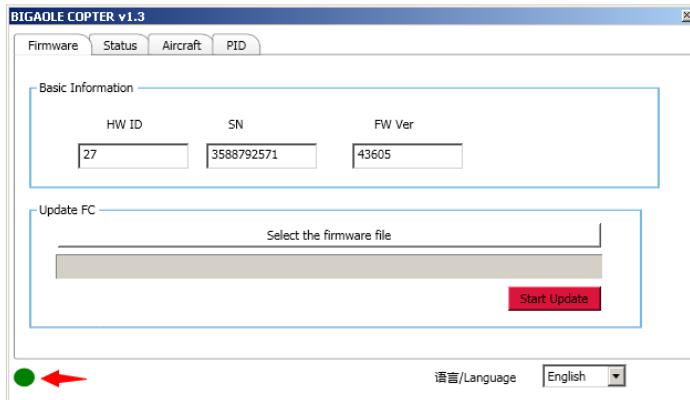 BIGAOLE COPTER v1.3
Firmware Status Aircraft PID
Basic Information
HW ID SN FW Ver
27 3588792571 43605
Update FC
Select the firmware file
Start Update
语言/Language English